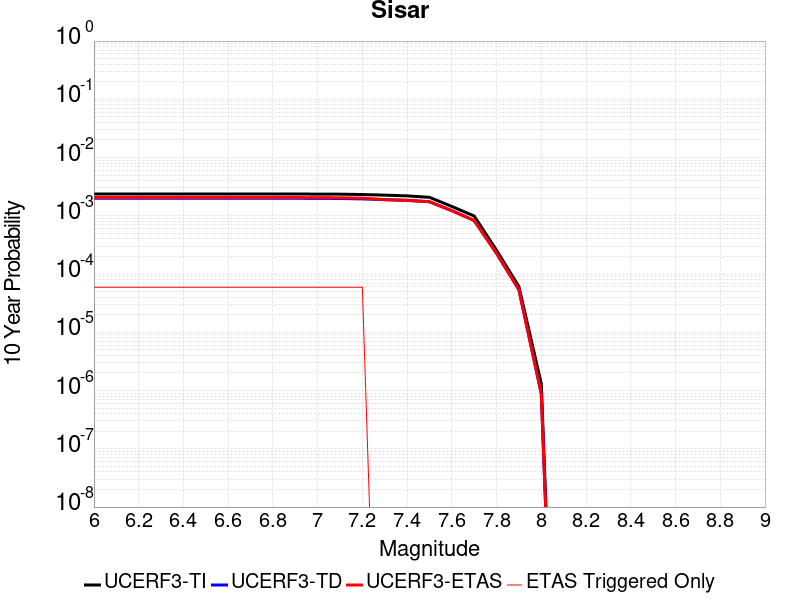 Sisar
10 0
10 -1
10 -2
10 -3
10 -4
10 -5
10 -6
10 -7
10 -8
10 Year Probability
6 6.2 6.4 6.6 6.8 7 7.2 7.4 7.6 7.8 8 8.2 8.4 8.6 8.8 9
Magnitude
UCERF3-TI UCERF3-TD UCERF3-ETAS ETAS Triggered Only